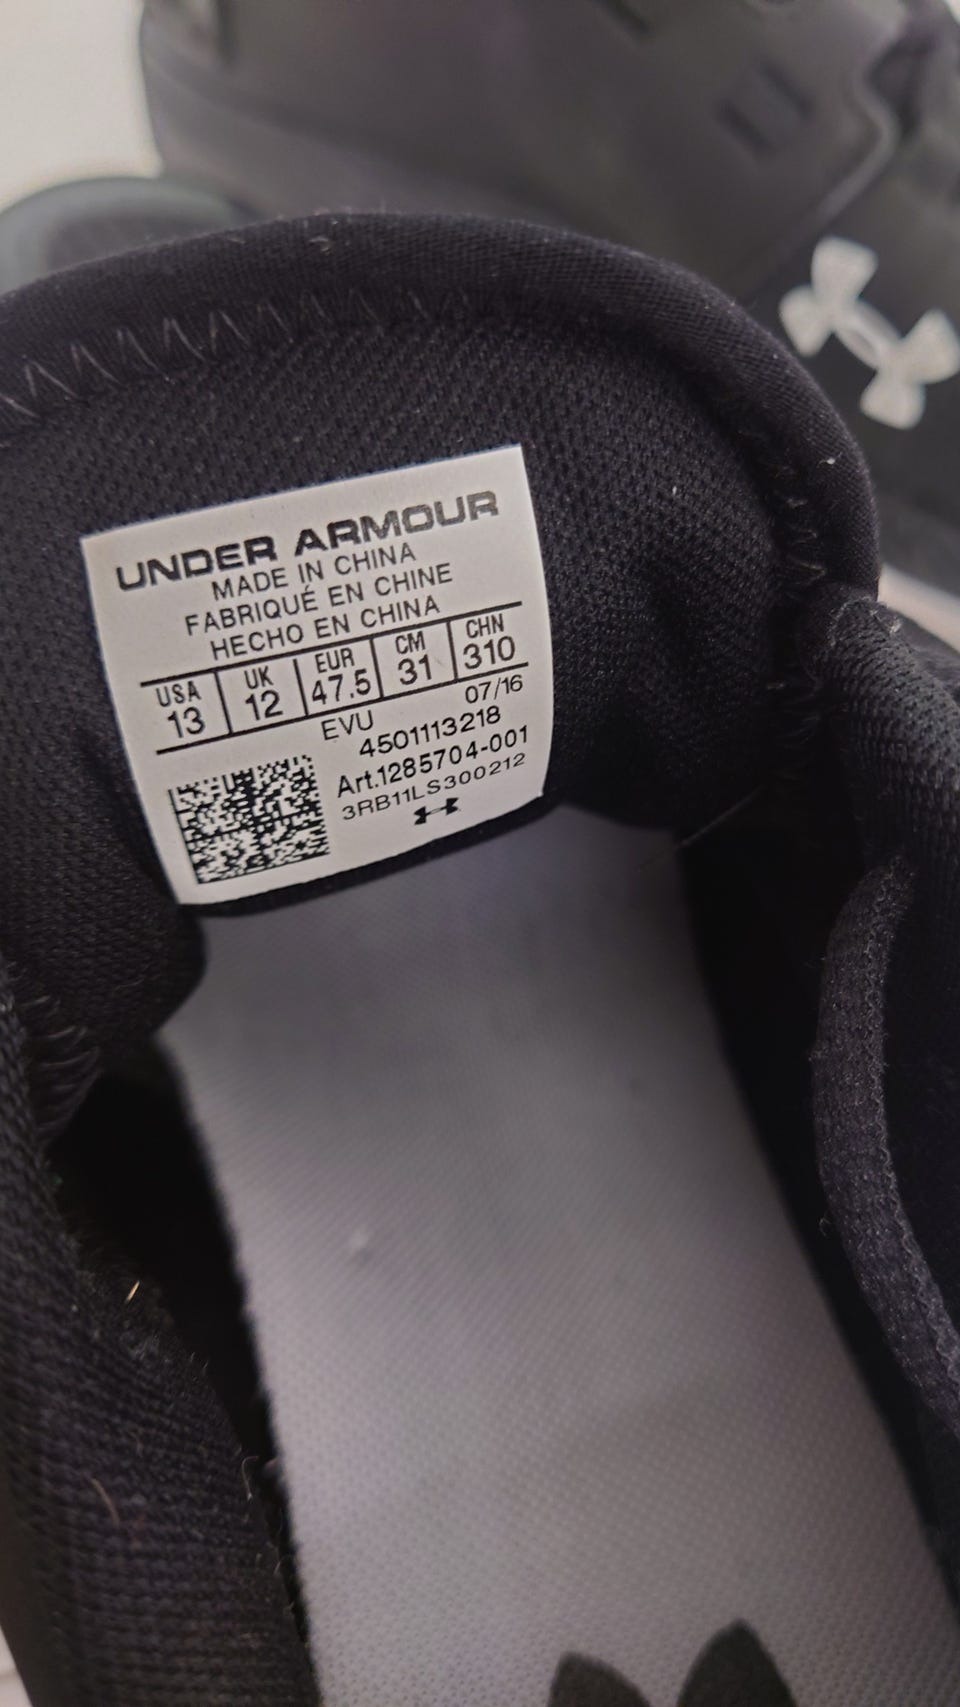 UNDER ARMOUR
MADE IN CHINA
FABRIQUÉ EN CHINE
HECHO EN CHINA
USA UK EUR CM CHN
13 12 47.5 31 310
EVU 07/16
4501113218
Art.1285704-001
3RB11LS300212